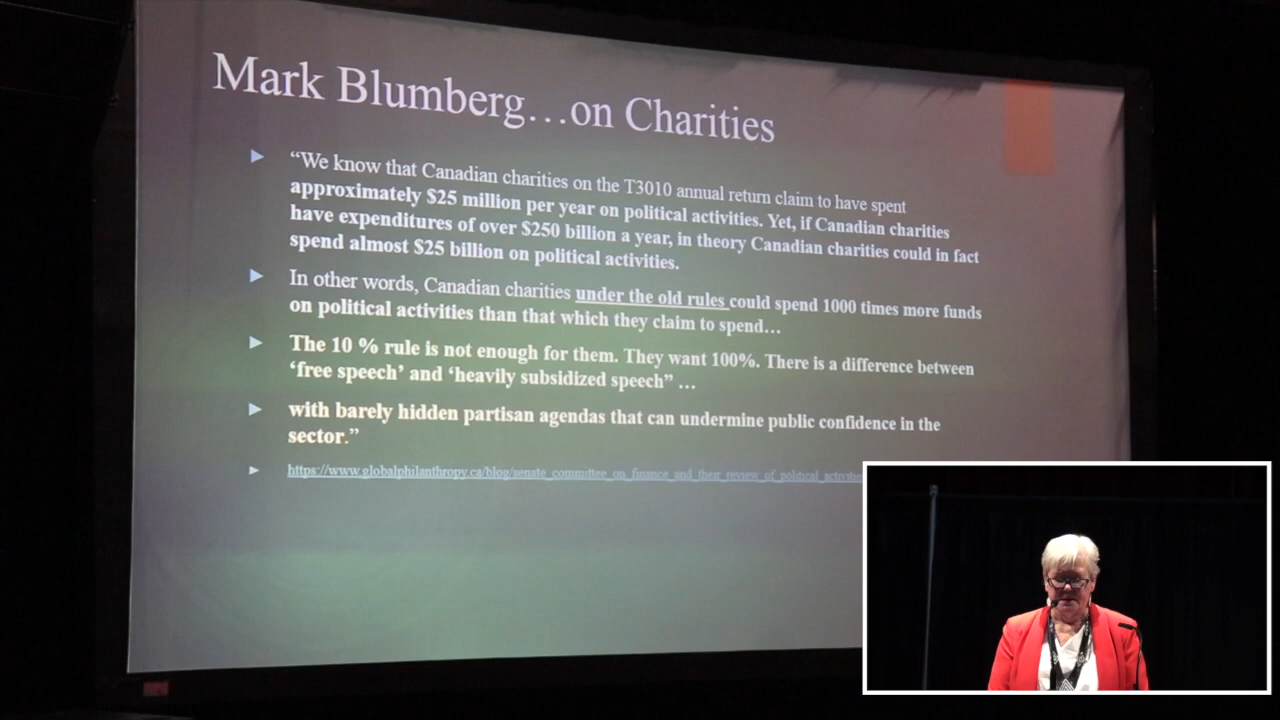 Mark Blumberg…on Charities
“We know that Canadian charities on the T3010 annual return claim to have spent
approximately $25 million per year on political activities. Yet, if Canadian charities
have expenditures of over $250 billion a year, in theory Canadian charities could in fact
spend almost $25 billion on political activities.
In other words, Canadian charities under the old rules could spend 1000 times more funds
on political activities than that which they claim to spend…
The 10 % rule is not enough for them. They want 100%. There is a difference between
‘free speech’ and ‘heavily subsidized speech” …
with barely hidden partisan agendas that can undermine public confidence in the
sector.”
https://www.globalphilanthropy.ca/blog/senate_committee_on_finance_and_their_review_of_political_activities